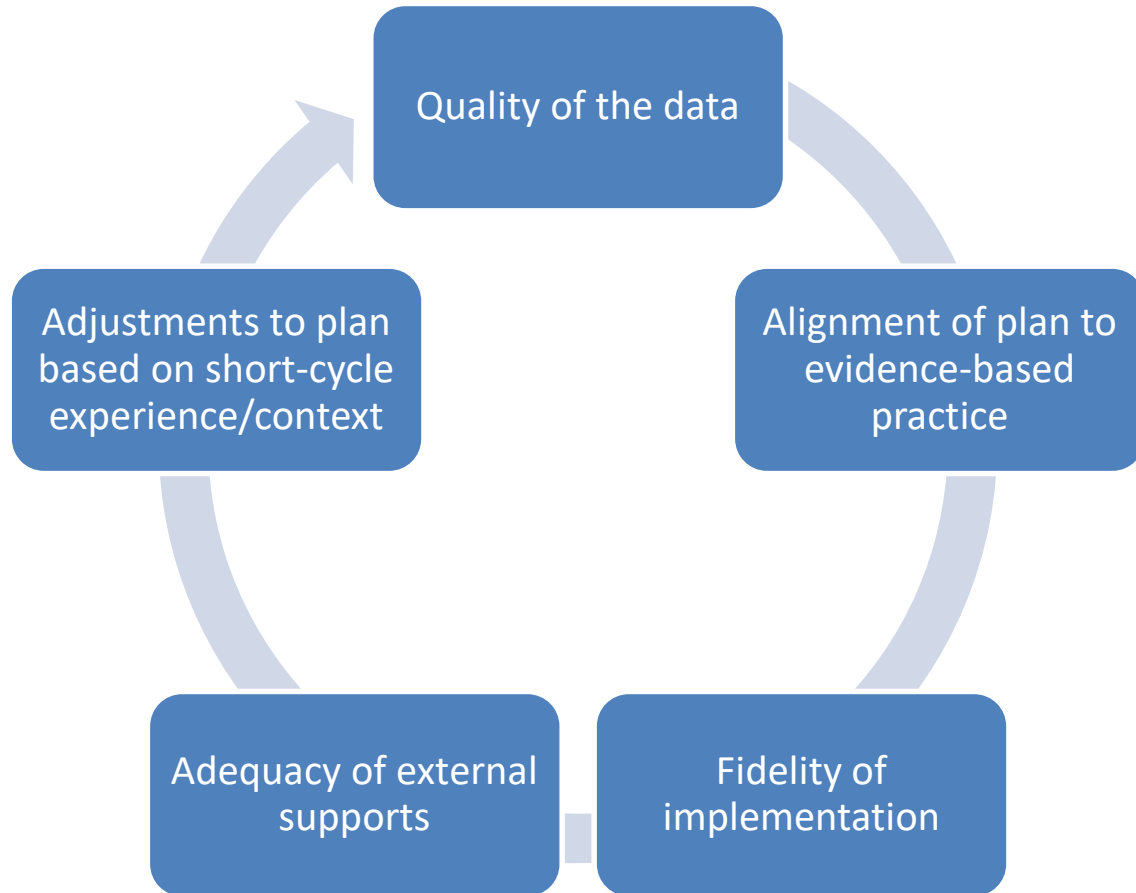 Quality of the data
Alignment of plan to
evidence-based
practice
Fidelity of
implementation
Adequacy of external
supports
Adjustments to plan
based on short-cycle
experience/context